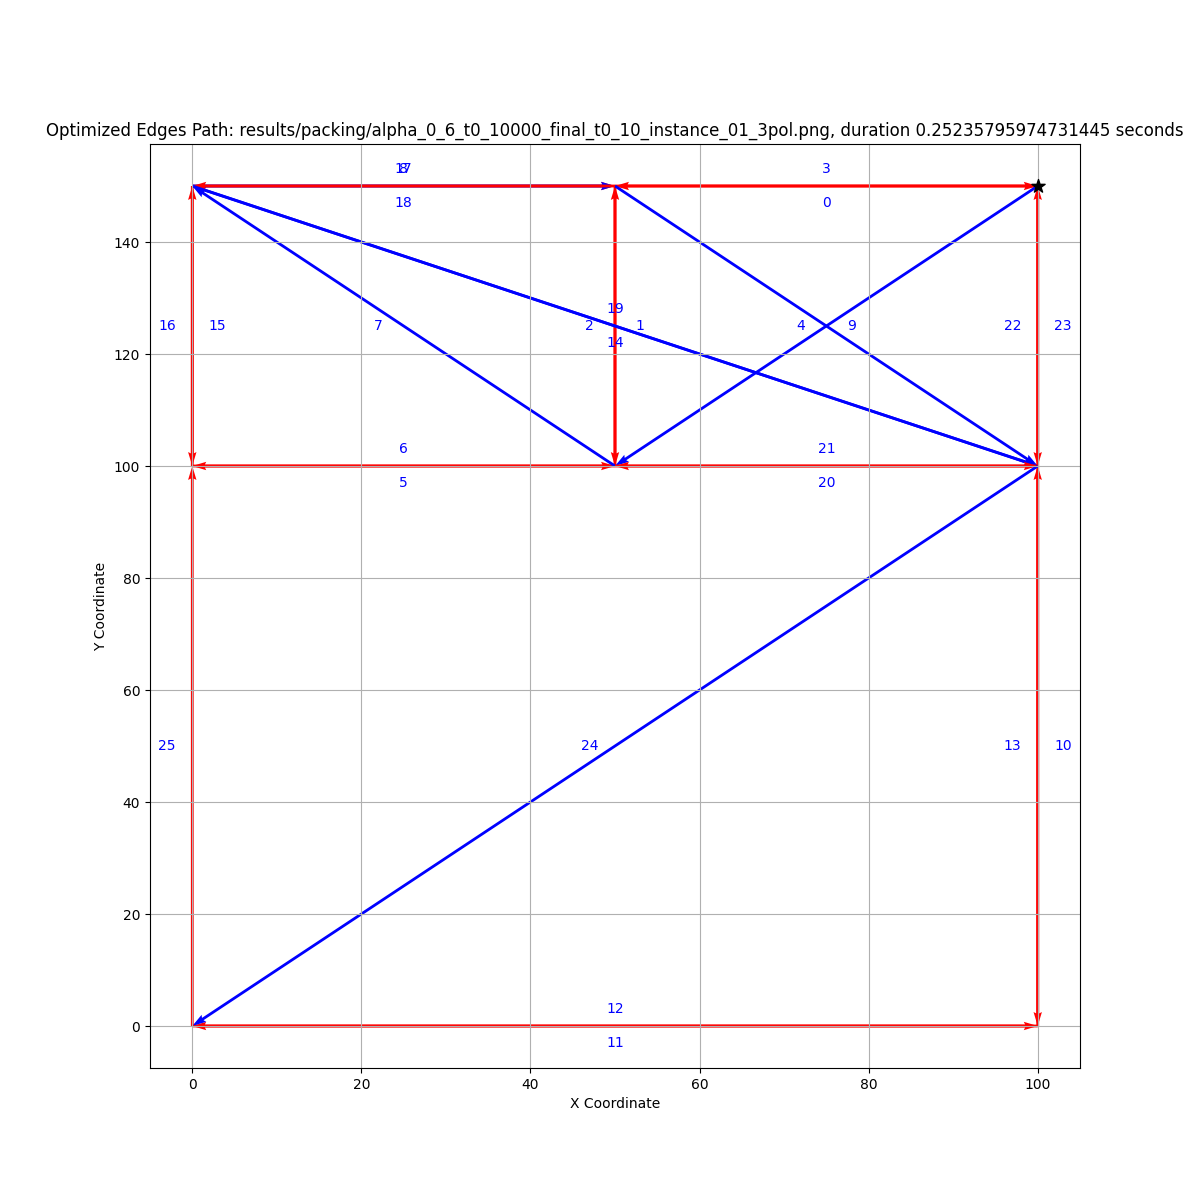 Optimized Edges Path: results/packing/alpha_0_6_t0_10000_final_t0_10_instance_01_3pol.png, duration 0.25235795974731445 seconds
8 17 3
18 0
140
19
16 15 7 2 1 4 9 22 23
14
120
6 21
100
5 20
80
Y Coordinate
60
25 24 13 10
40
20
12
0
11
0 20 40 60 80 100
X Coordinate